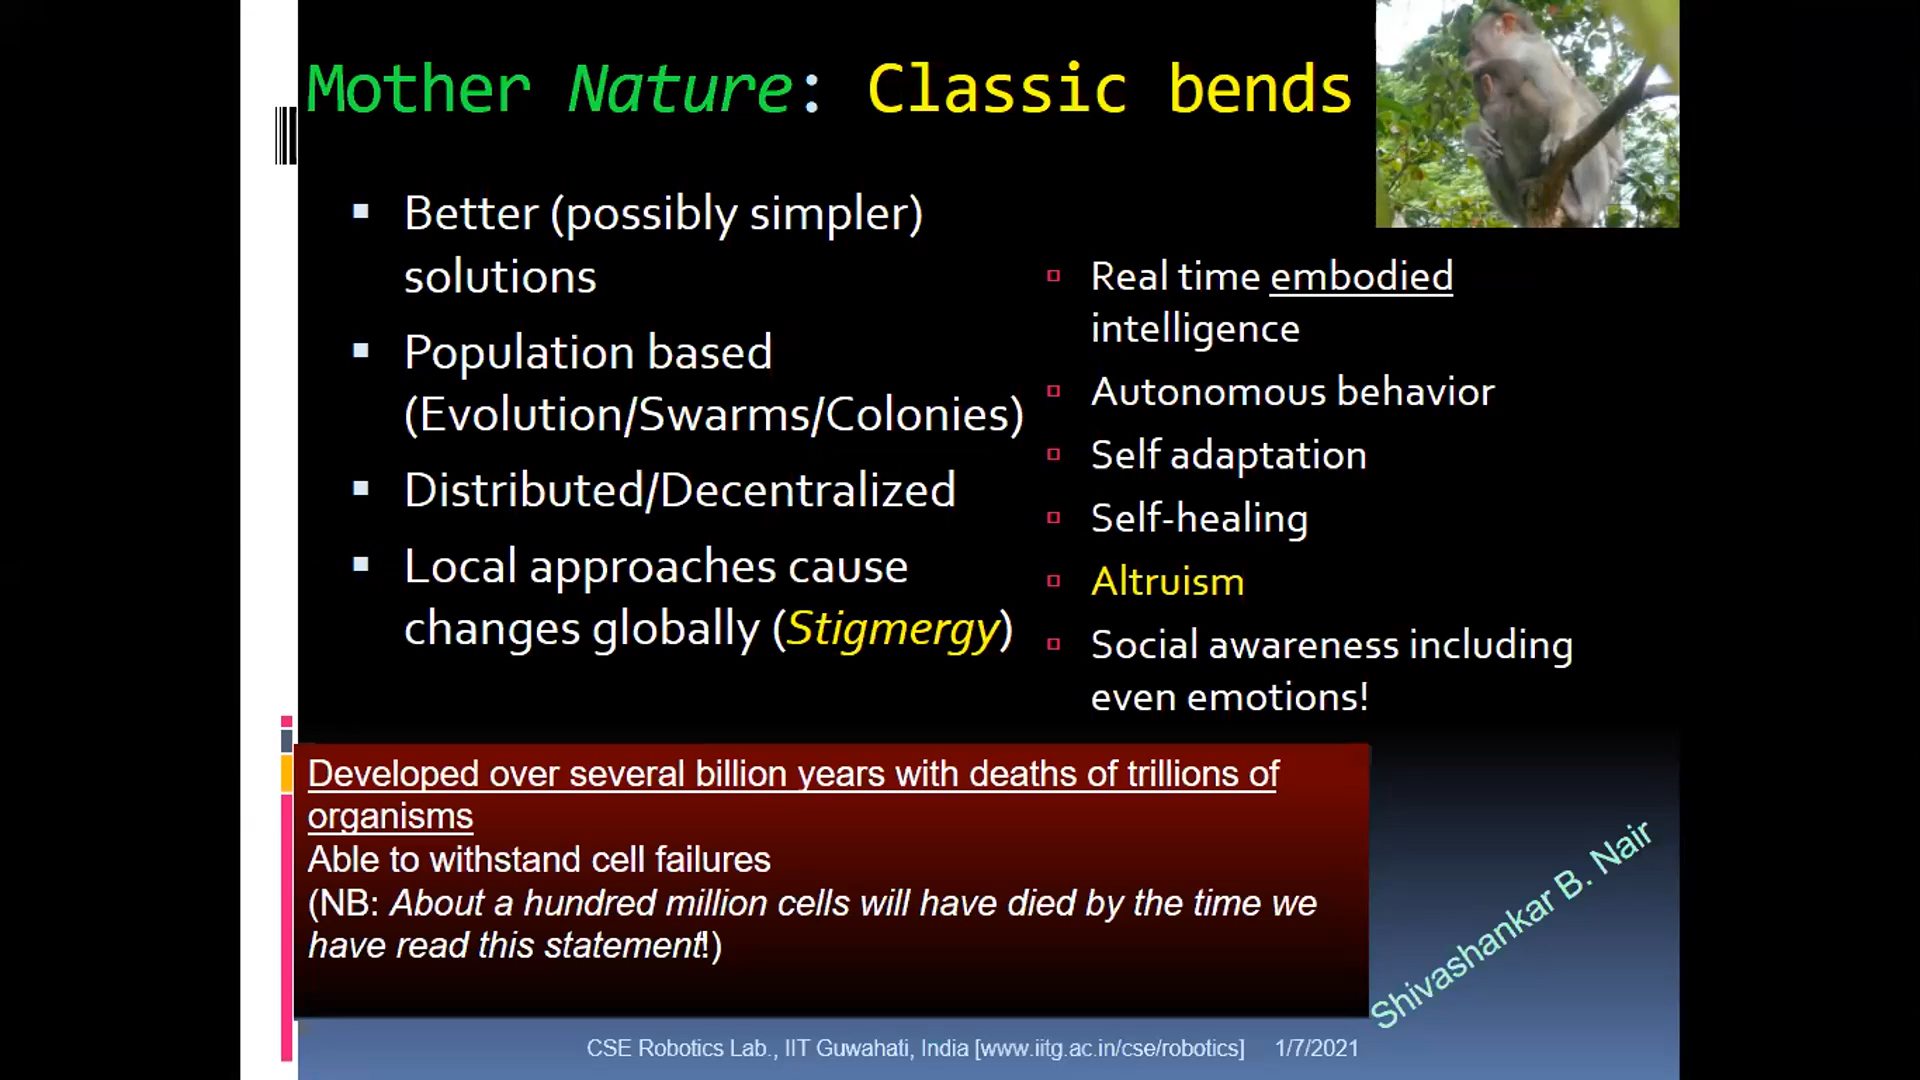 Mother Nature: Classic bends
Better (possibly simpler)
solutions
Population based
(Evolution/Swarms/Colonies)
Distributed/Decentralized
Local approaches cause
changes globally (Stigmergy)
Real time embodied
intelligence
Autonomous behavior
Self adaptation
Self-healing
Altruism
Social awareness including
even emotions!
Developed over several billion years with deaths of trillions of
organisms
Able to withstand cell failures
(NB: About a hundred million cells will have died by the time we
have read this statement!)
Shivashankar B. Nair
CSE Robotics Lab., IIT Guwahati, India [www.iitg.ac.in/cse/robotics] 1/7/2021